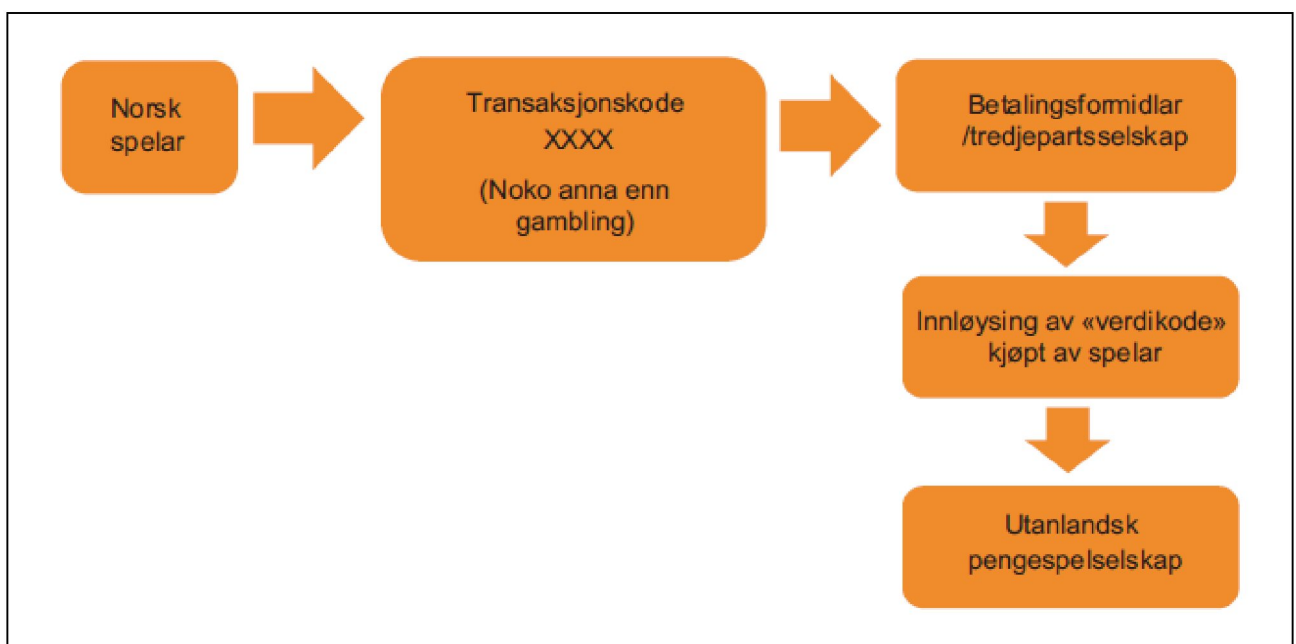 Norsk
spelar
Transaksjonskode
XXXX
(Noko anna enn
gambling)
Betalingsformidlar
/tredjepartsselskap
Innløysing av «verdikode»
kjøpt av spelar
Utanlandsk
pengespelselskap